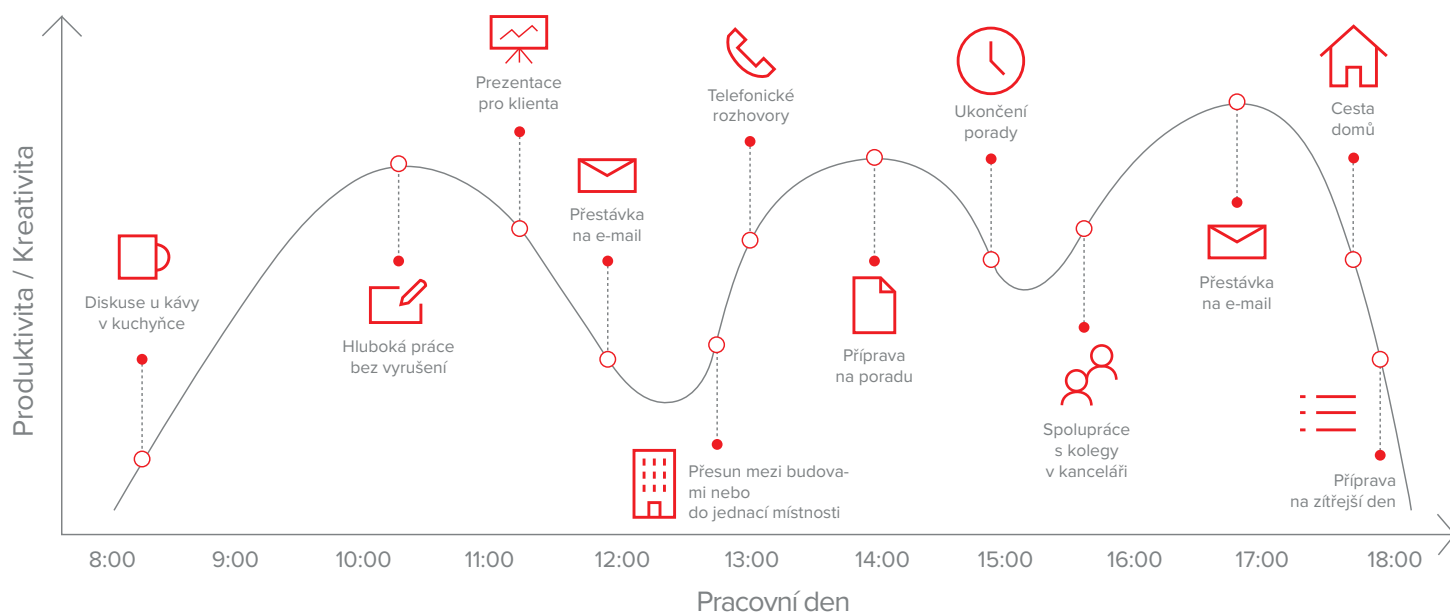 Produktivita / Kreativita
Diskuse u kávy
v kuchyňce
Hluboká práce
bez vyrušení
Prezentace
pro klienta
Přestávka
na e-mail
Přesun mezi budova-
mi nebo
do jednací místnosti
Telefonické
rozhovory
Příprava
na poradu
Ukončení
porady
Spolupráce
s kolegy
v kanceláři
Přestávka
na e-mail
Cesta
domů
Příprava
na zítřejší den
8:00
9:00
10:00
11:00
12:00
13:00
14:00
15:00
16:00
17:00
18:00
Pracovní den